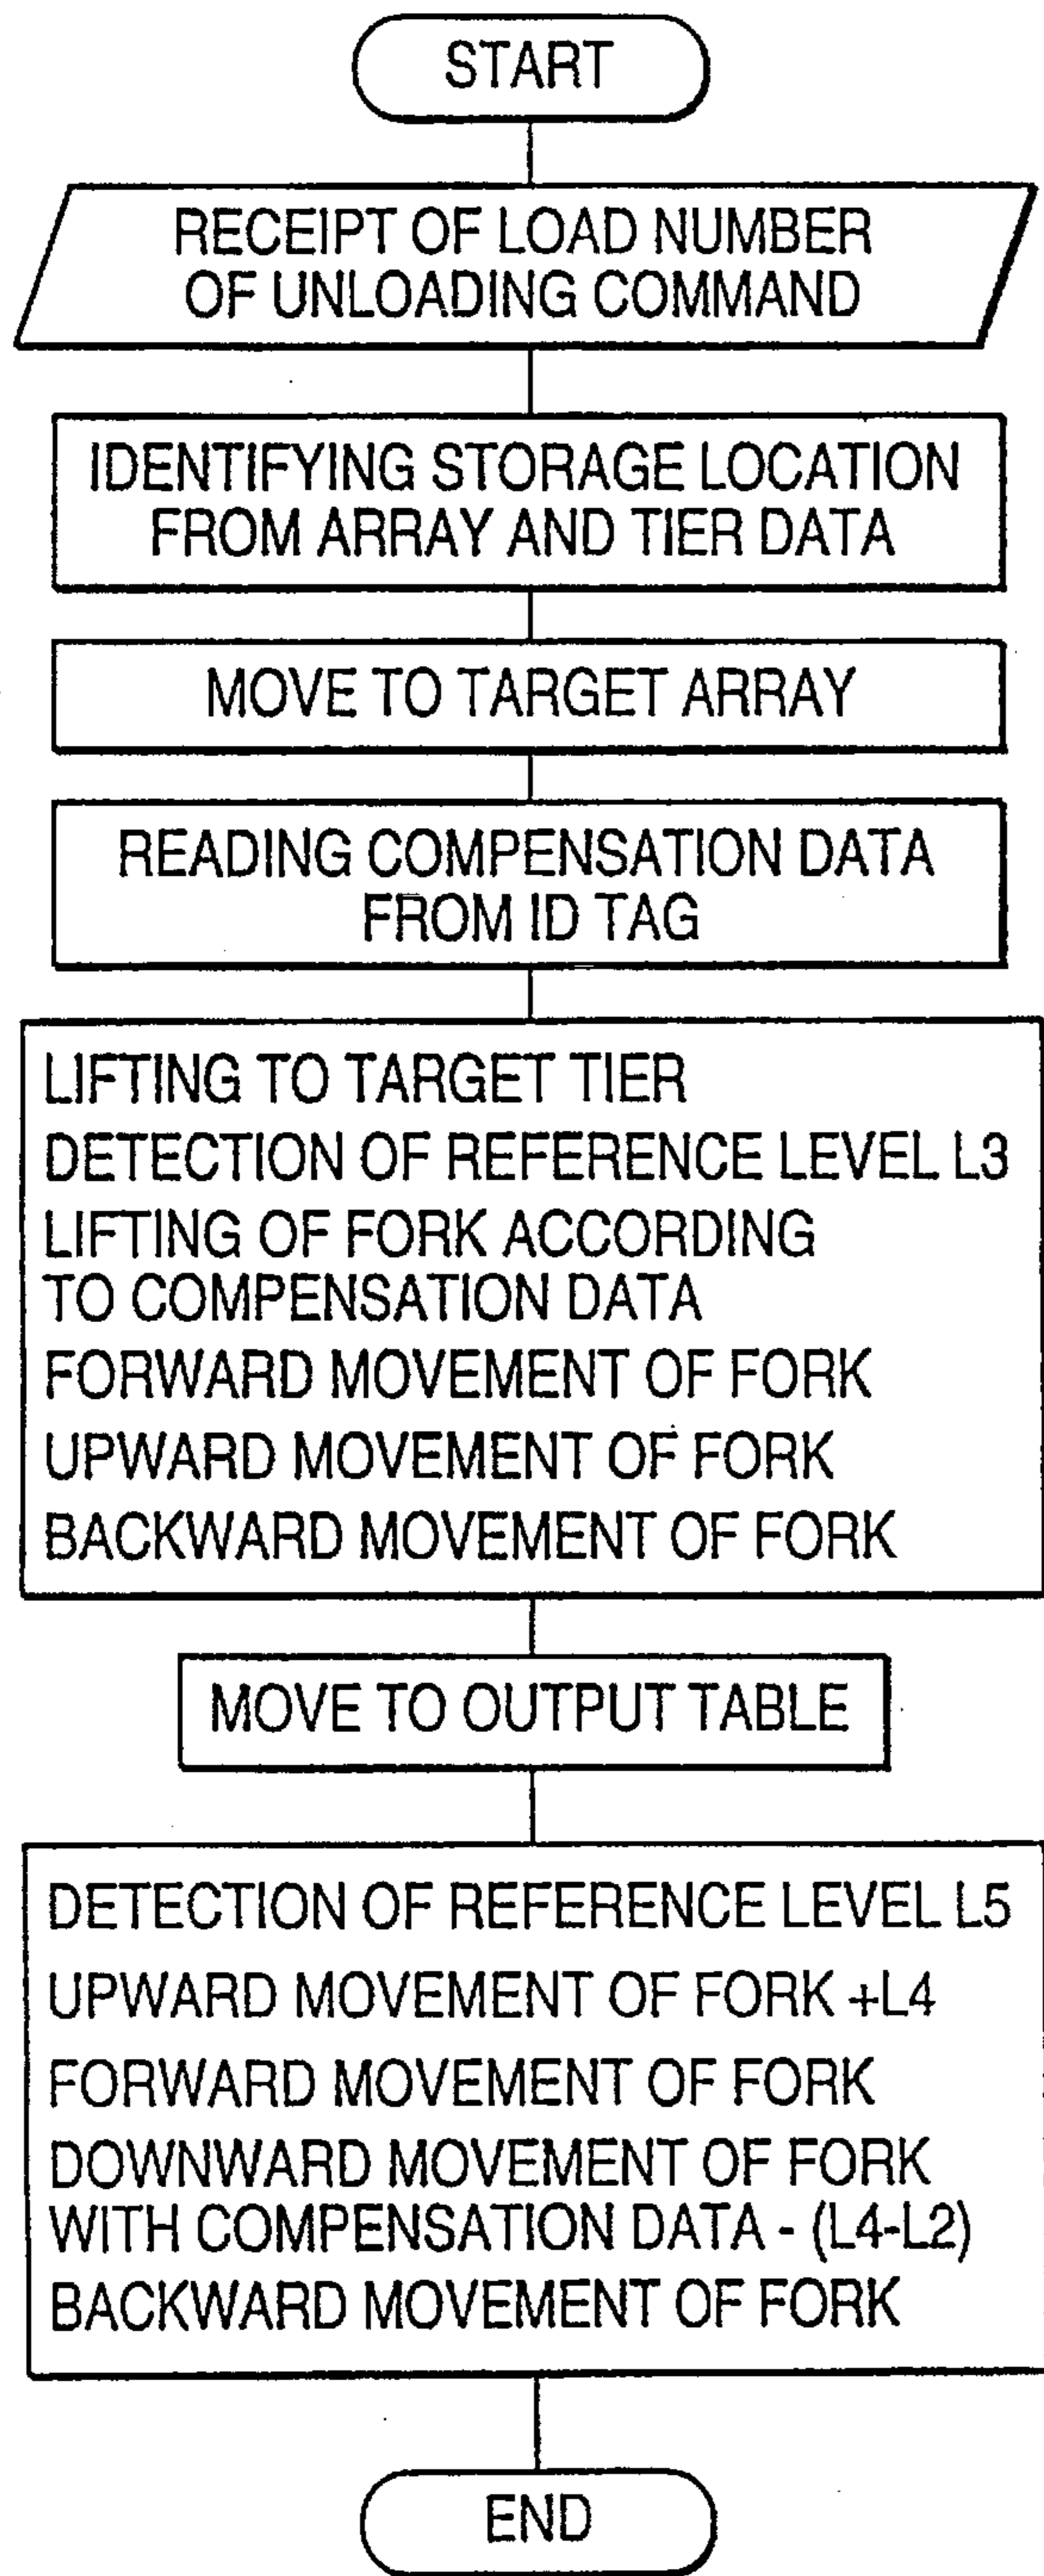 START
RECEIPT OF LOAD NUMBER
OF UNLOADING COMMAND
IDENTIFYING STORAGE LOCATION
FROM ARRAY AND TIER DATA
MOVE TO TARGET ARRAY
READING COMPENSATION DATA
FROM ID TAG
LIFTING TO TARGET TIER
DETECTION OF REFERENCE LEVEL L3
LIFTING OF FORK ACCORDING
TO COMPENSATION DATA
FORWARD MOVEMENT OF FORK
UPWARD MOVEMENT OF FORK
BACKWARD MOVEMENT OF FORK
MOVE TO OUTPUT TABLE
DETECTION OF REFERENCE LEVEL L5
UPWARD MOVEMENT OF FORK +L4
FORWARD MOVEMENT OF FORK
DOWNWARD MOVEMENT OF FORK
WITH COMPENSATION DATA - (L4-L2)
BACKWARD MOVEMENT OF FORK
END